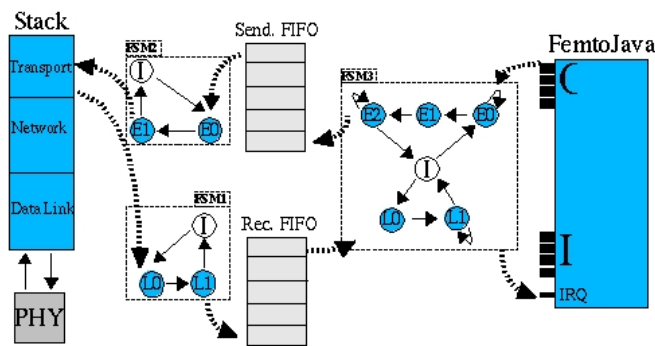 Stack
Transport
Network
Data Link
PHY
FSM2
I
E1
E0
Send. FIFO
FSM1
I
L0
L1
Rec. FIFO
FSM3
E2
E1
E0
I
L0
L1
FemtoJava
I
IRQ